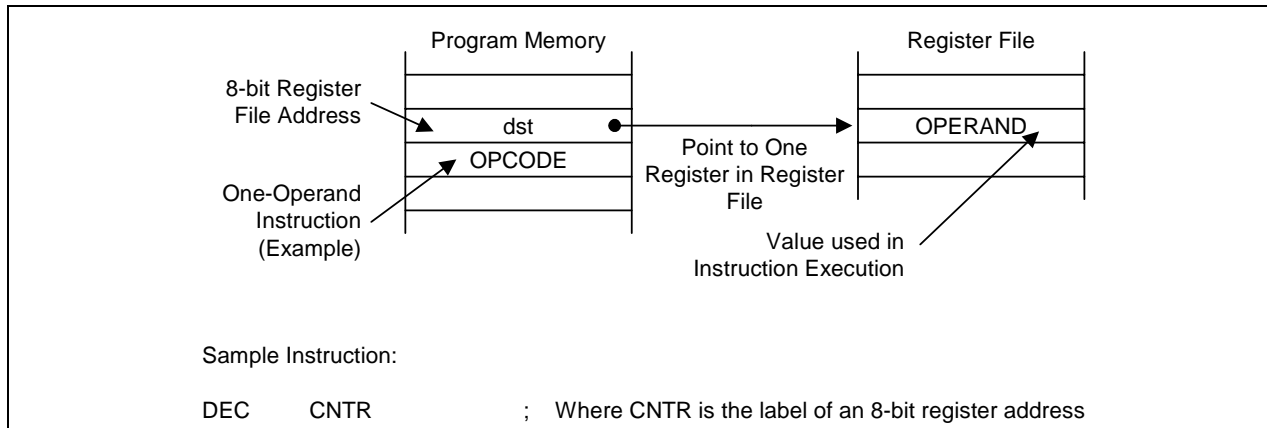 Program Memory
Register File
8-bit Register
File Address
dst
OPERAND
OPCODE
Point to One
Register in Register
File
One-Operand
Instruction
(Example)
Value used in
Instruction Execution
Sample Instruction:
DEC CNTR ; Where CNTR is the label of an 8-bit register address